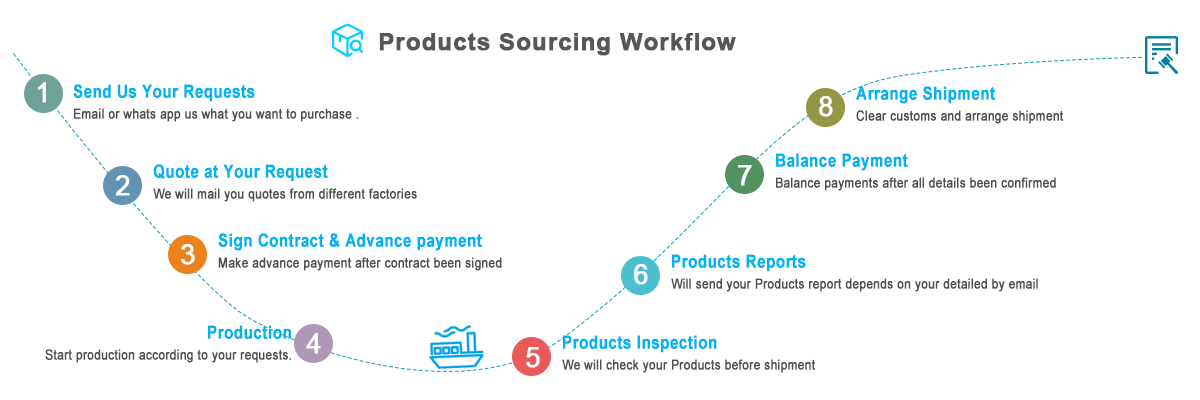 Products Sourcing Workflow
1
Send Us Your Requests
Email or whats app us what you want to purchase .
2
Quote at Your Request
We will mail you quotes from different factories
3
Sign Contract & Advance payment
Make advance payment after contract been signed
4
Production
Start production according to your requests.
5
Products Inspection
We will check your Products before shipment
6
Products Reports
Will send your Products report depends on your detailed by email
7
Balance Payment
Balance payments after all details been confirmed
8
Arrange Shipment
Clear customs and arrange shipment